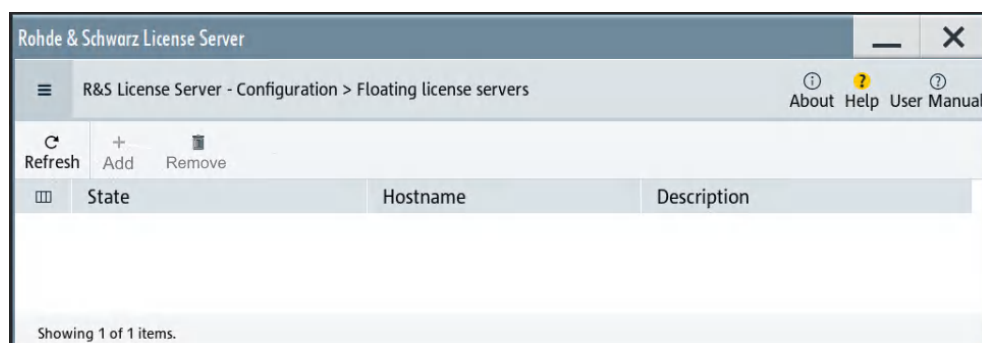 Rohde & Schwarz License Server
R&S License Server - Configuration > Floating license servers
About Help User Manual
Refresh Add Remove
State Hostname Description
Showing 1 of 1 items.